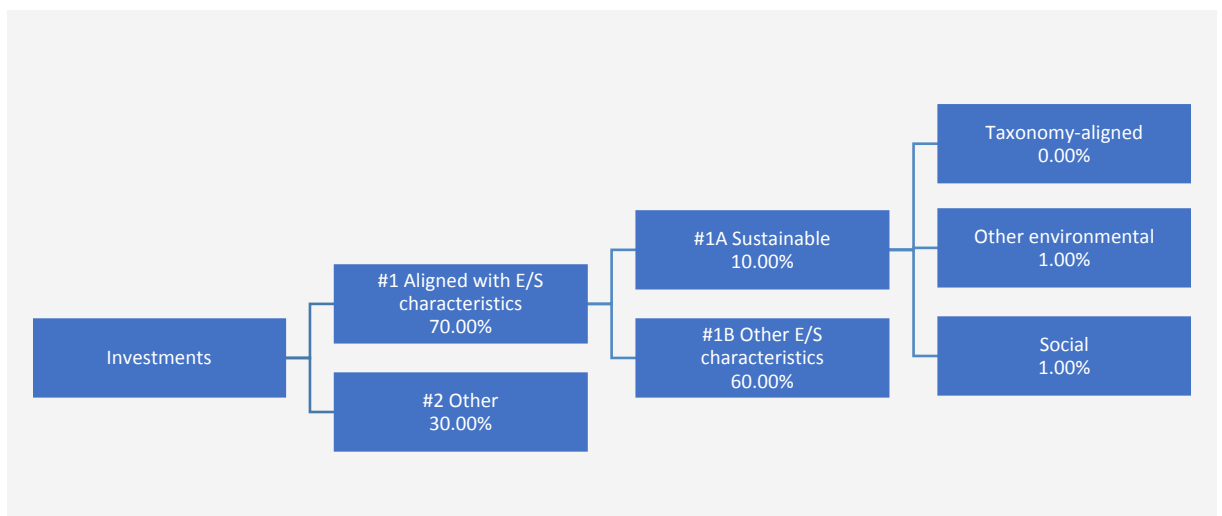 Investments
#1 Aligned with E/S
characteristics
70.00%
#2 Other
30.00%
#1A Sustainable
10.00%
#1B Other E/S
characteristics
60.00%
Taxonomy-aligned
0.00%
Other environmental
1.00%
Social
1.00%